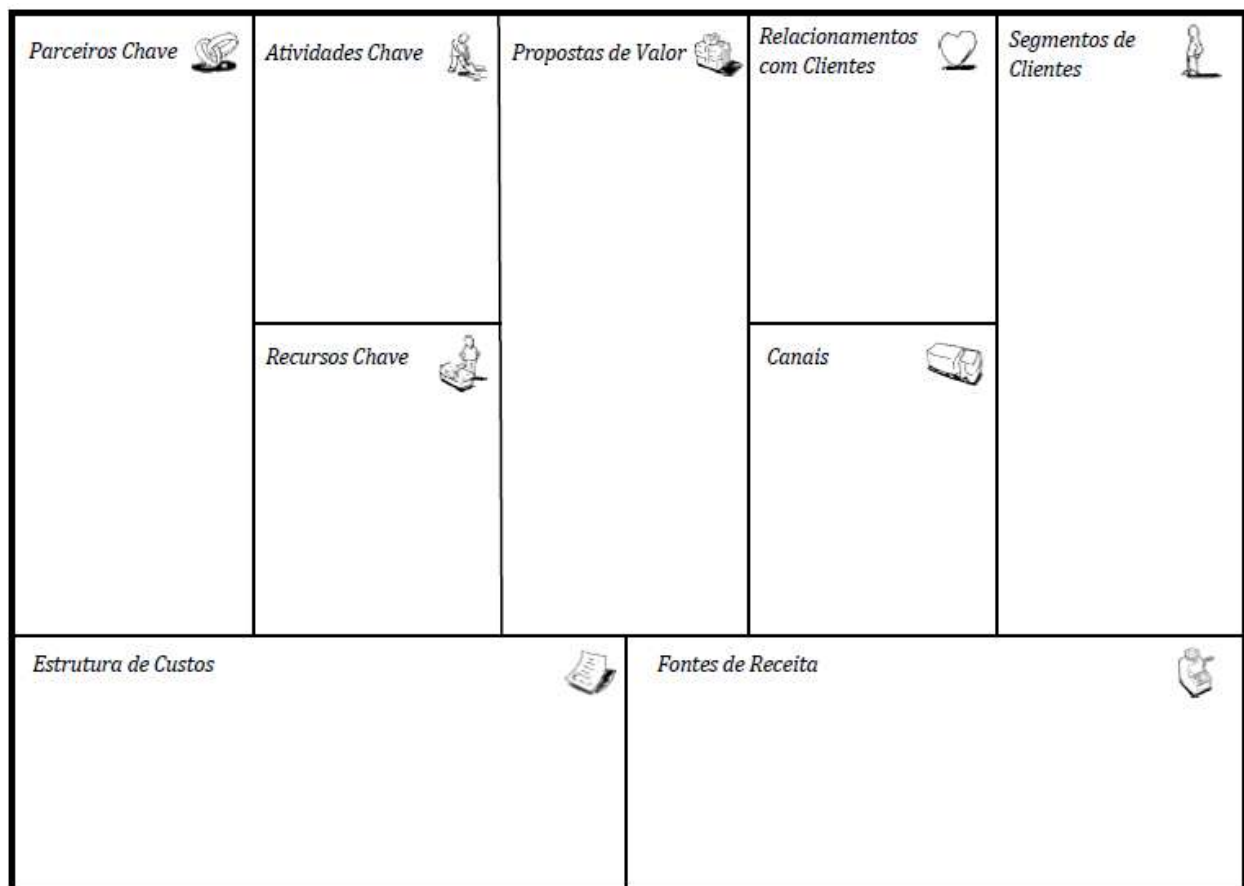 Parceiros Chave
Atividades Chave
Propostas de Valor
Relacionamentos
com Clientes
Segmentos de
Clientes
Recursos Chave
Canais
Estrutura de Custos
Fontes de Receita